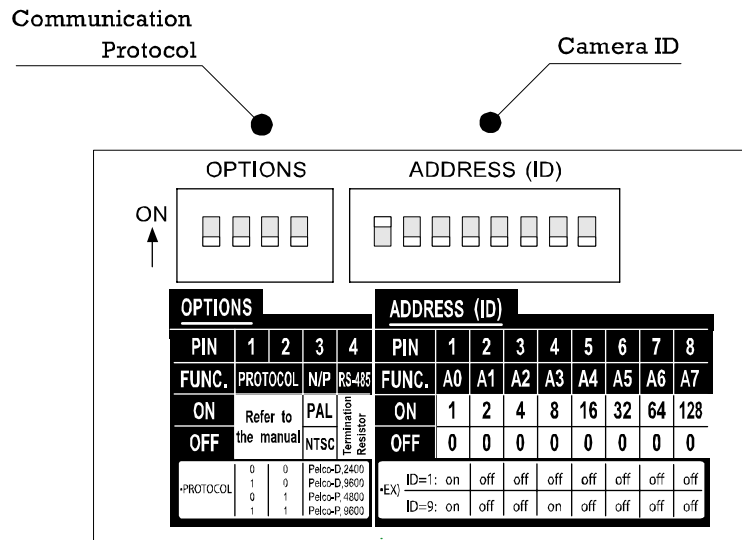 Communication
Protocol
Camera ID
OPTIONS
ADDRESS (ID)
ON
OPTIONS
PIN 1 2 3 4
FUNC. PROTOCOL N/P RS-485
ON Refer to the manual PAL Termination Resistor
OFF NTSC
•PROTOCOL
0 0 Pelco-D,2400
1 0 Pelco-D,9600
0 1 Pelco-P, 4800
1 1 Pelco-P, 9600
ADDRESS (ID)
PIN 1 2 3 4 5 6 7 8
FUNC. A0 A1 A2 A3 A4 A5 A6 A7
ON 1 2 4 8 16 32 64 128
OFF 0 0 0 0 0 0 0 0
•EX) ID=1: on off off off off off off off
ID=9: on off off on off off off off